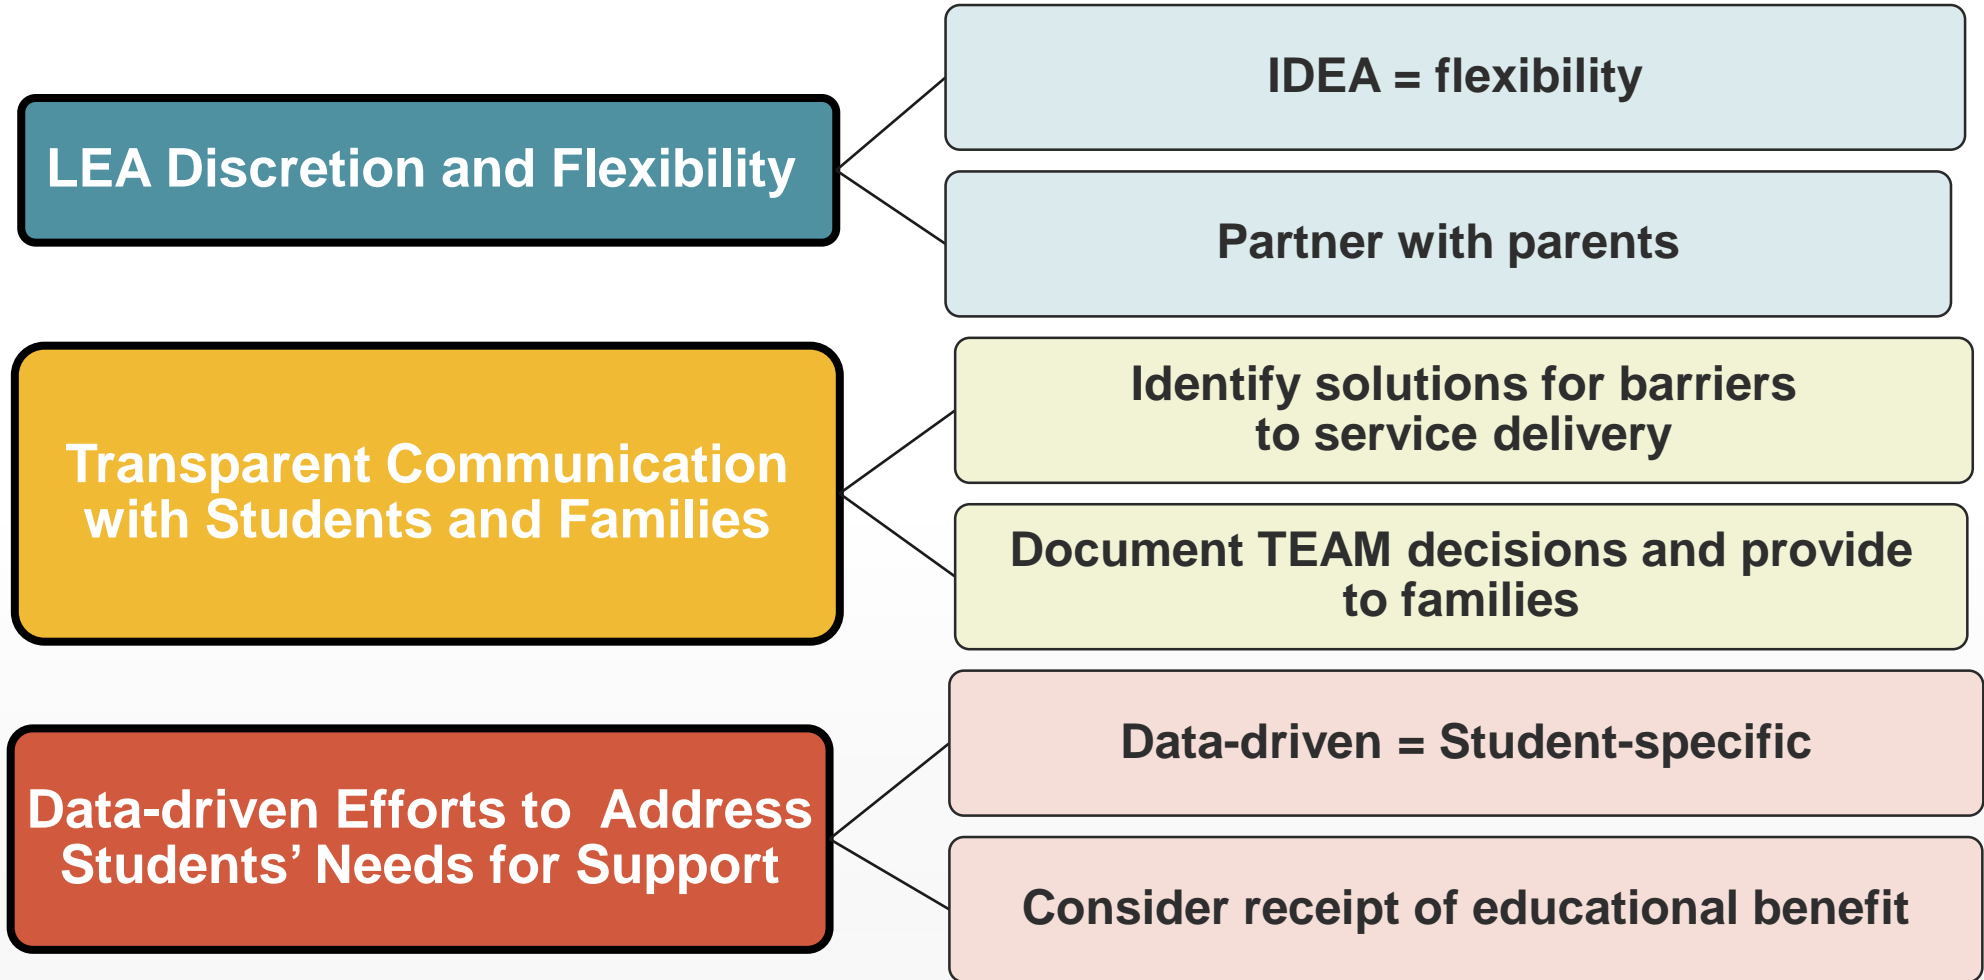 LEA Discretion and Flexibility
IDEA = flexibility
Partner with parents
Transparent Communication
with Students and Families
Identify solutions for barriers
to service delivery
Document TEAM decisions and provide
to families
Data-driven Efforts to  Address
Students’ Needs for Support
Data-driven = Student-specific
Consider receipt of educational benefit